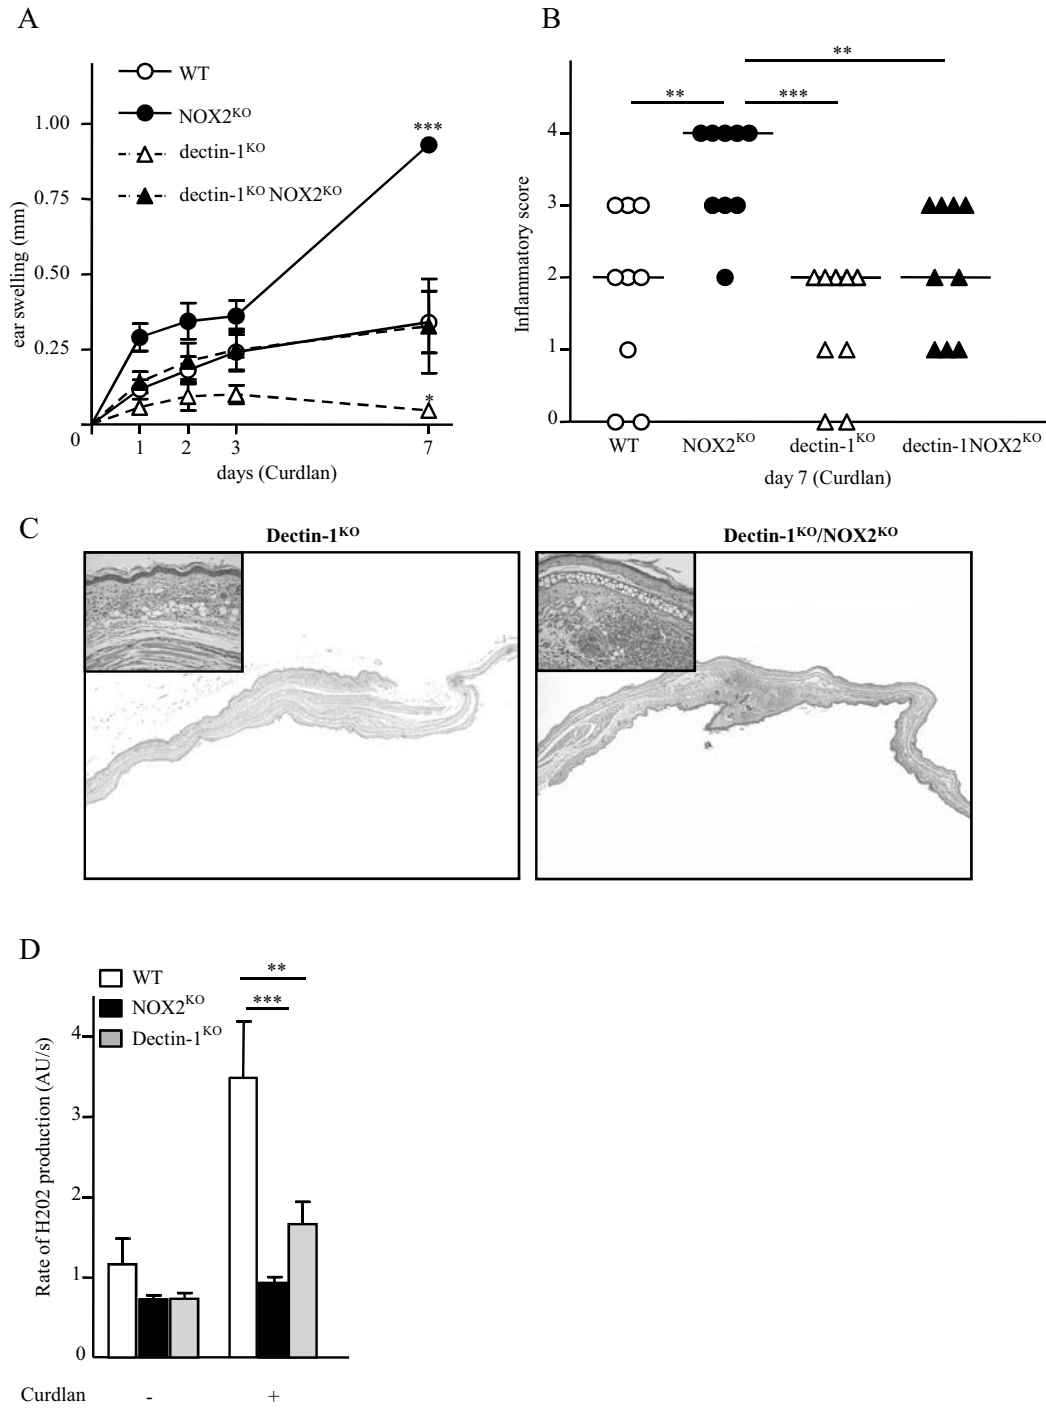 A
WT
NOX2KO
dectin-1KO
dectin-1KO NOX2KO
1.00
0.75
0.50
0.25
0
***
*
1 2 3 7
ear swelling (mm)
days (Curdlan)
B
**
** ***
4
3
2
1
0
Inflammatory score
WT NOX2KO dectin-1KO dectin-1NOX2KO
day 7 (Curdlan)
C
Dectin-1KO Dectin-1KO/NOX2KO
D
WT
NOX2KO
Dectin-1KO
**
***
4
3
2
1
0
Rate of H202 production (AU/s)
Curdlan - +